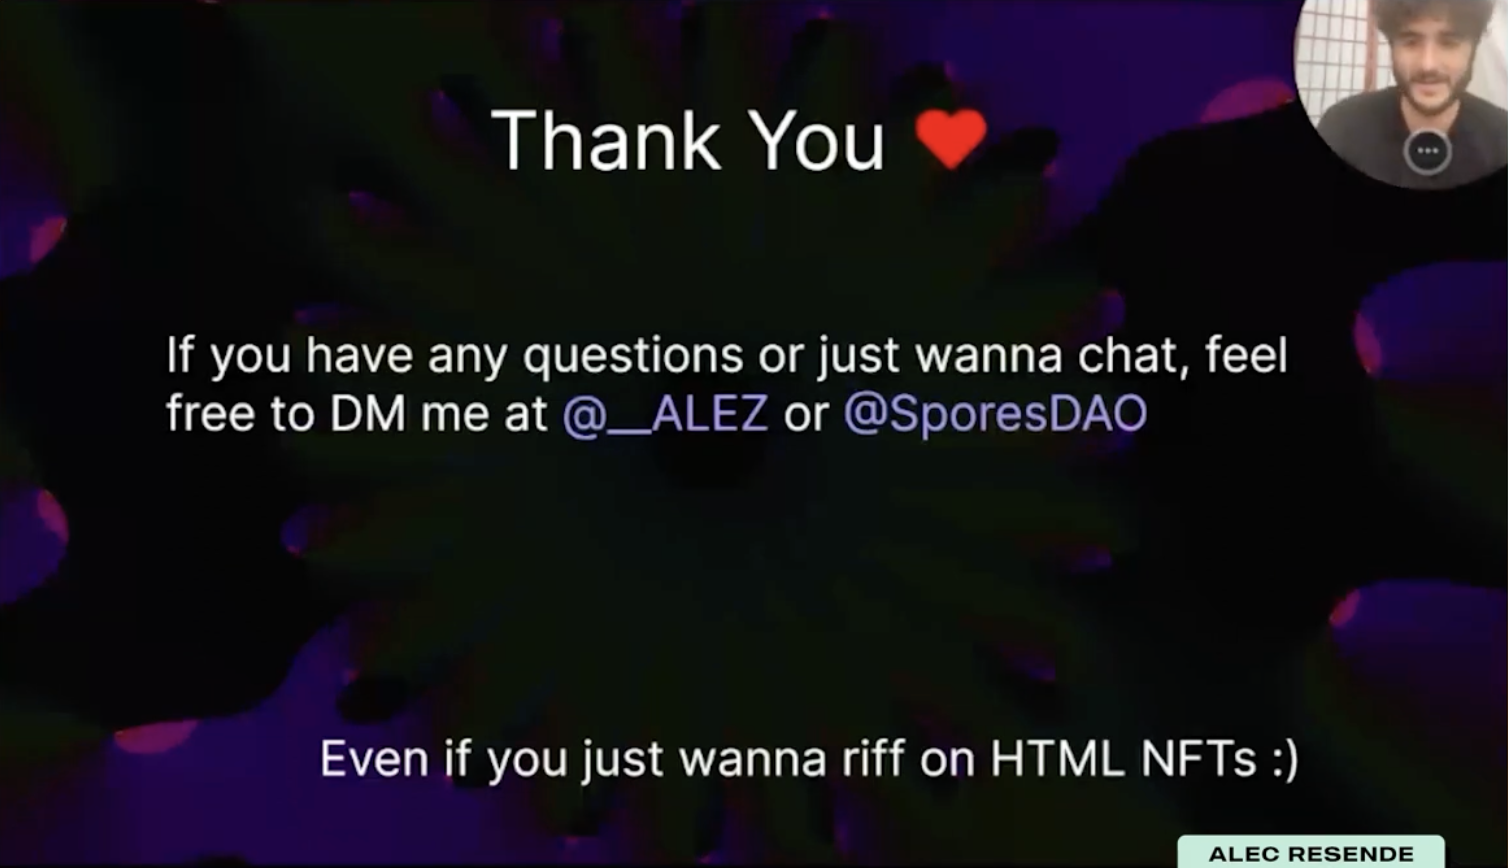 Thank You ❤️
If you have any questions or just wanna chat, feel
free to DM me at @__ALEZ or @SporesDAO
Even if you just wanna riff on HTML NFTs :)
ALEC RESENDE